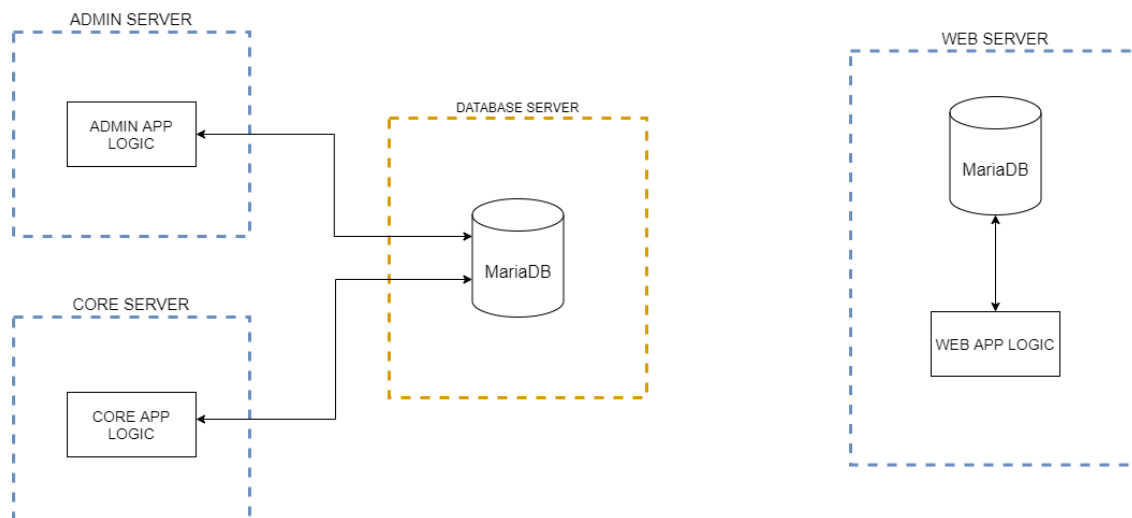 ADMIN SERVER
ADMIN APP
LOGIC
DATABASE SERVER
MariaDB
CORE SERVER
CORE APP
LOGIC
WEB SERVER
MariaDB
WEB APP LOGIC